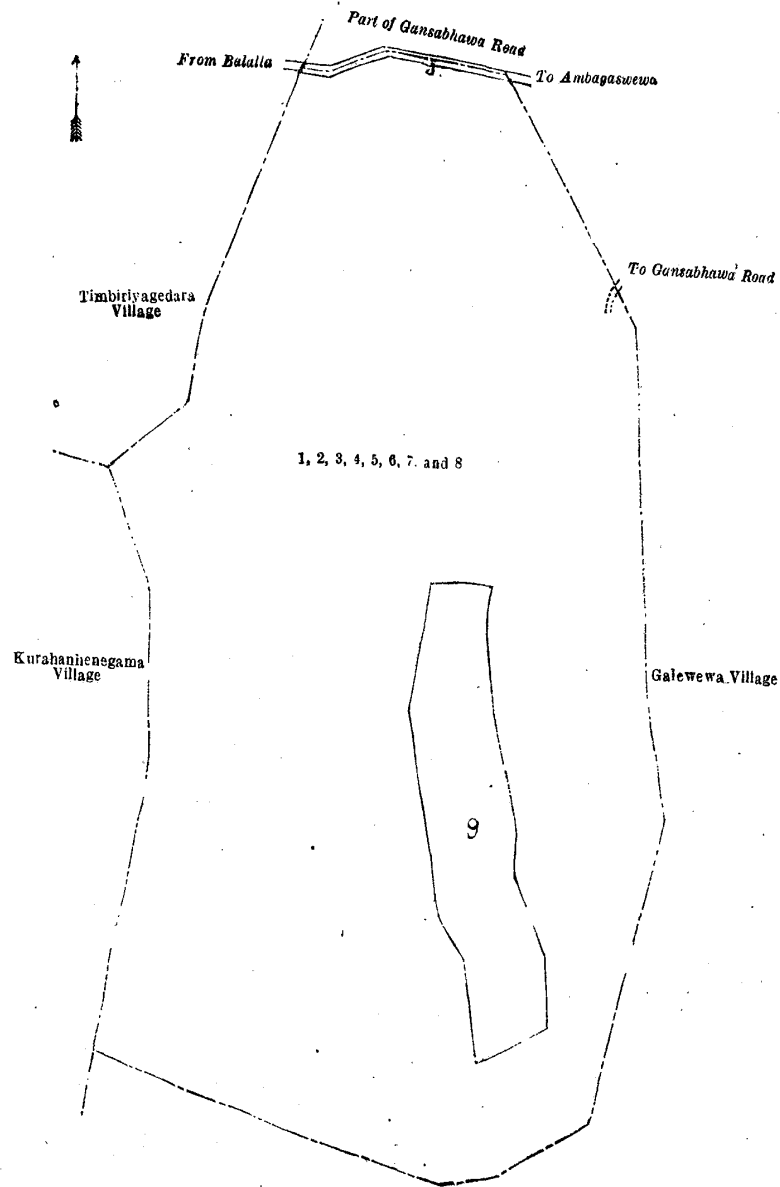 Part of Gansabhawa Road
From Balalla
To Ambagaswewa
To Gansabhawa Road
Timbiriyagedara
Village
1, 2, 3, 4, 5, 6, 7. and 8
Kurahanhenegama
Village
Galewewa Village
9